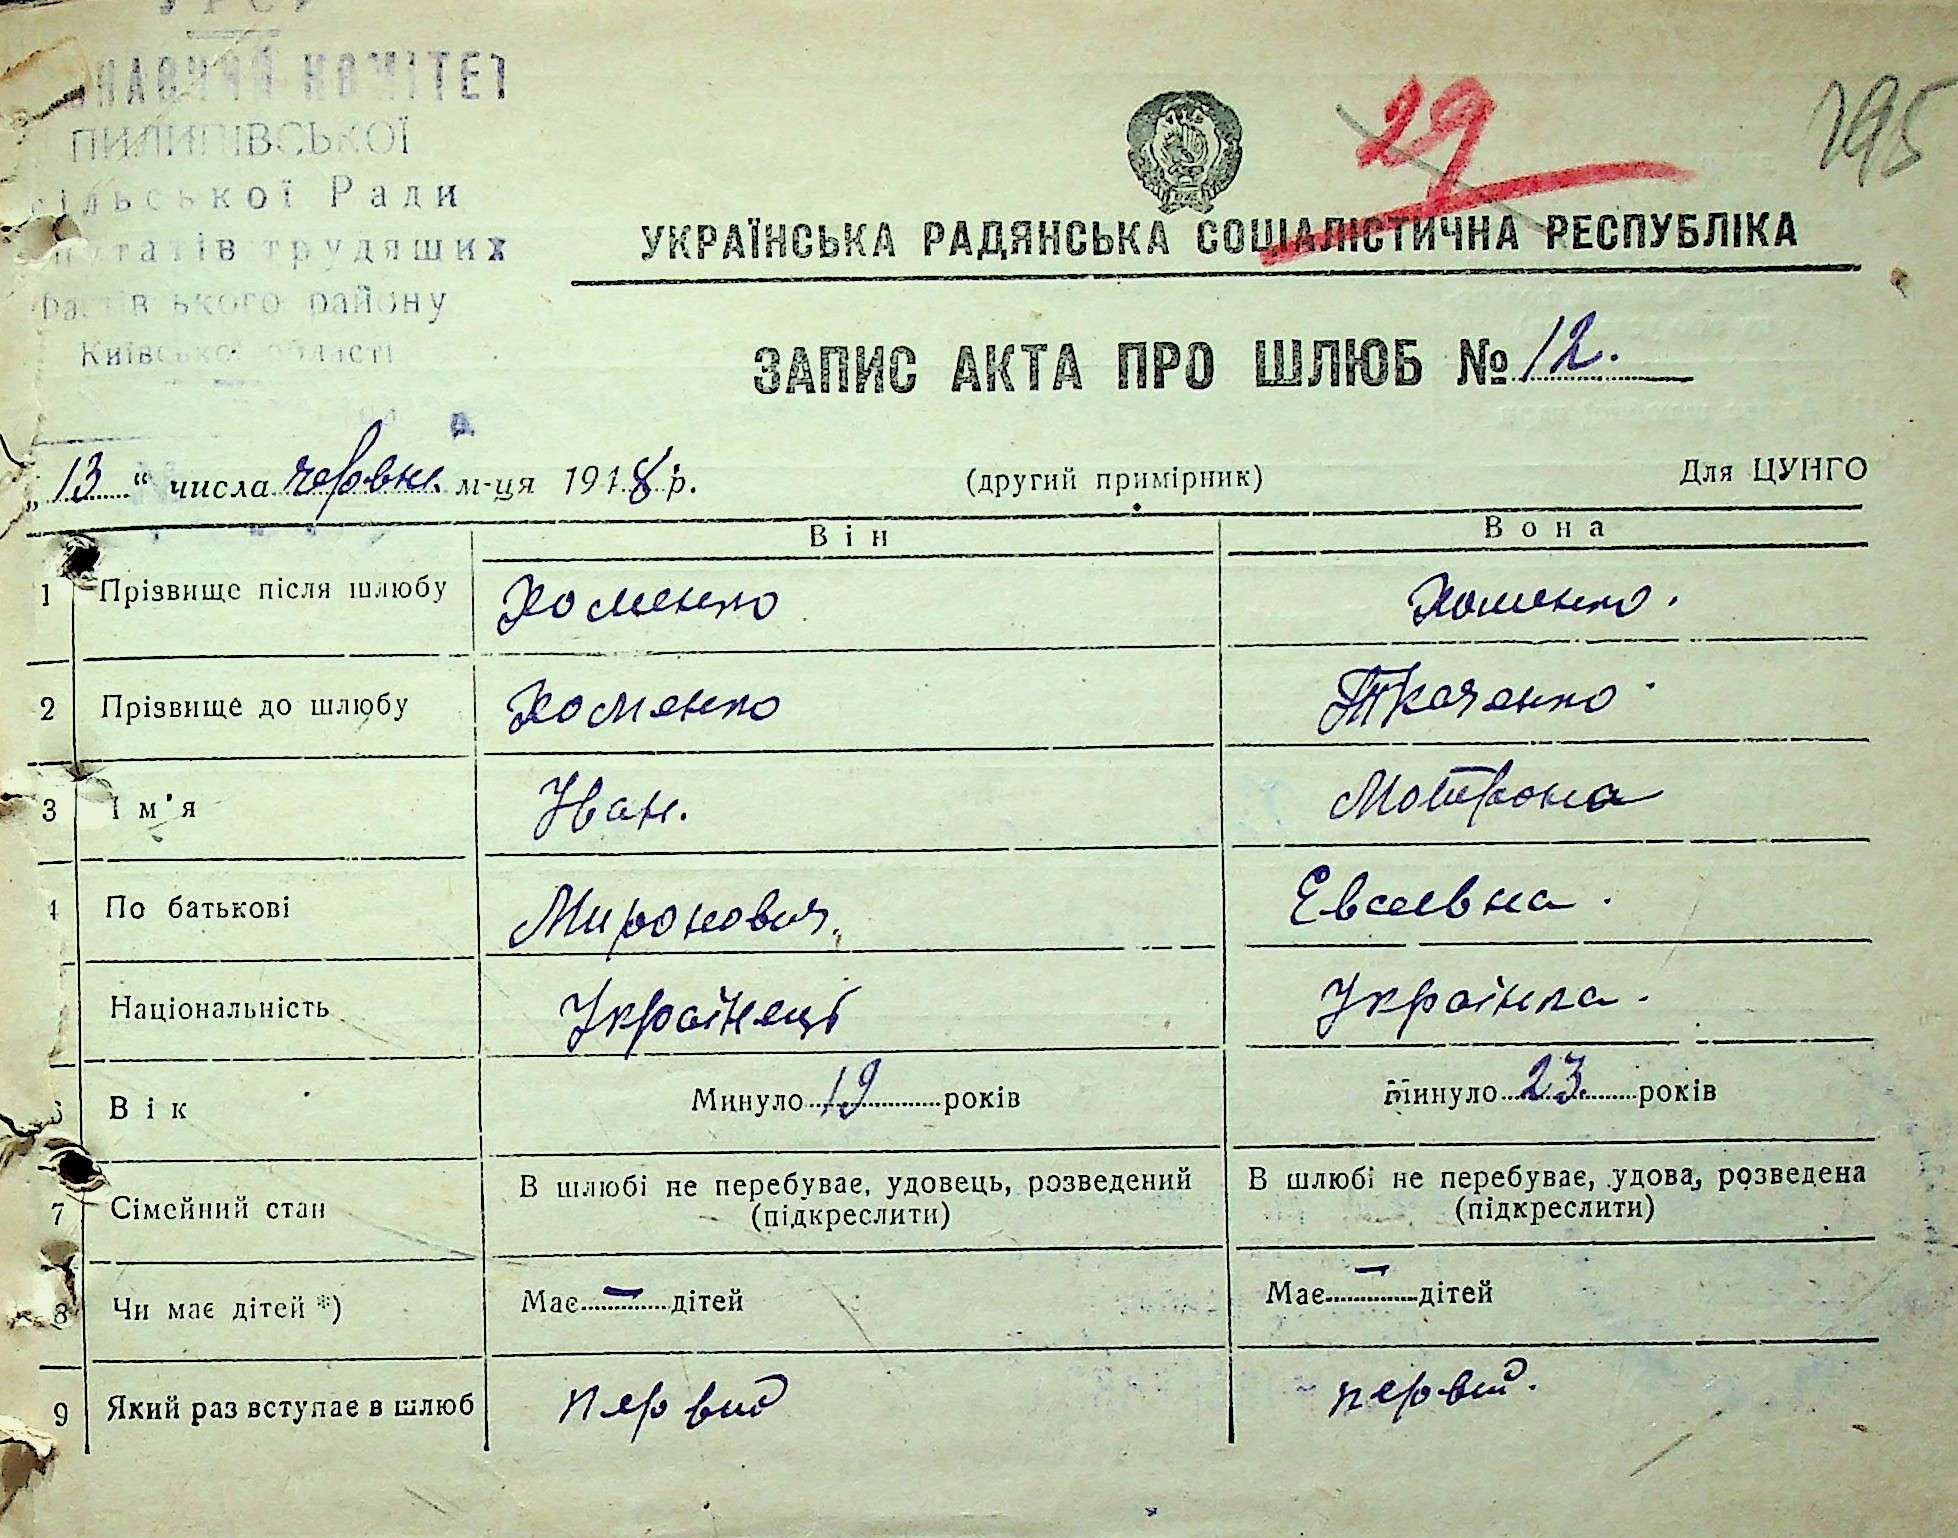 УРСР
КОМІТЕТ
ПИЛИПІВСЬКОЇ
сільської Ради
депутатів трудящих
Фастівського району
Київської області
29
195
УКРАЇНСЬКА РАДЯНСЬКА СОЦІАЛІСТИЧНА РЕСПУБЛІКА
ЗАПИС АКТА ПРО ШЛЮБ № 12.
„13“ числа червня м-ця 1948 р. (другий примірник) Для ЦУНГО
Він Вона
1 Прізвище після шлюбу Хоменко Хоменко.
2 Прізвище до шлюбу Хоменко Ткаченко
3 Ім'я Іван. Мотрона
4 По батькові Миронович. Евсеевна.
Національність Українець Українка.
6 Вік Минуло 19 років Минуло 23 років
7 Сімейний стан В шлюбі не перебуває, удовець, розведений (підкреслити) В шлюбі не перебуває, удова, розведена (підкреслити)
8 Чи має дітей *) Має — дітей Має — дітей
9 Який раз вступає в шлюб первий первий.